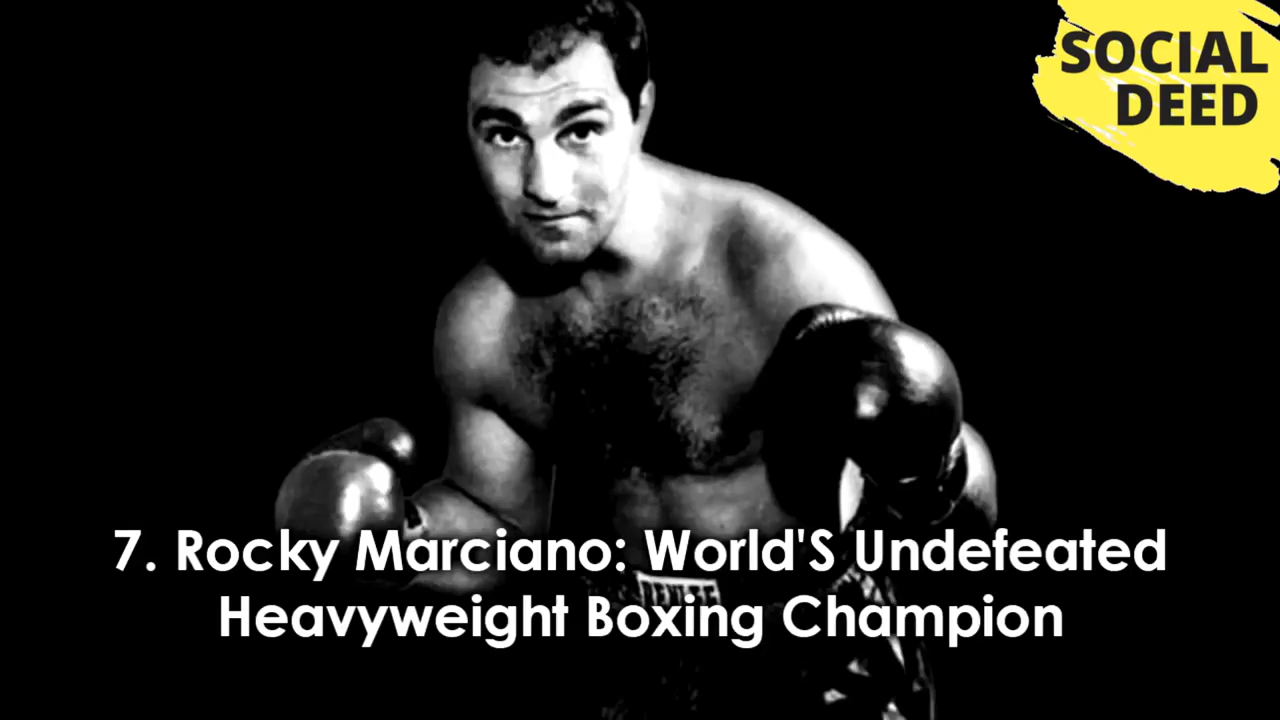 SOCIAL
DEED
7. Rocky Marciano: World'S Undefeated
Heavyweight Boxing Champion